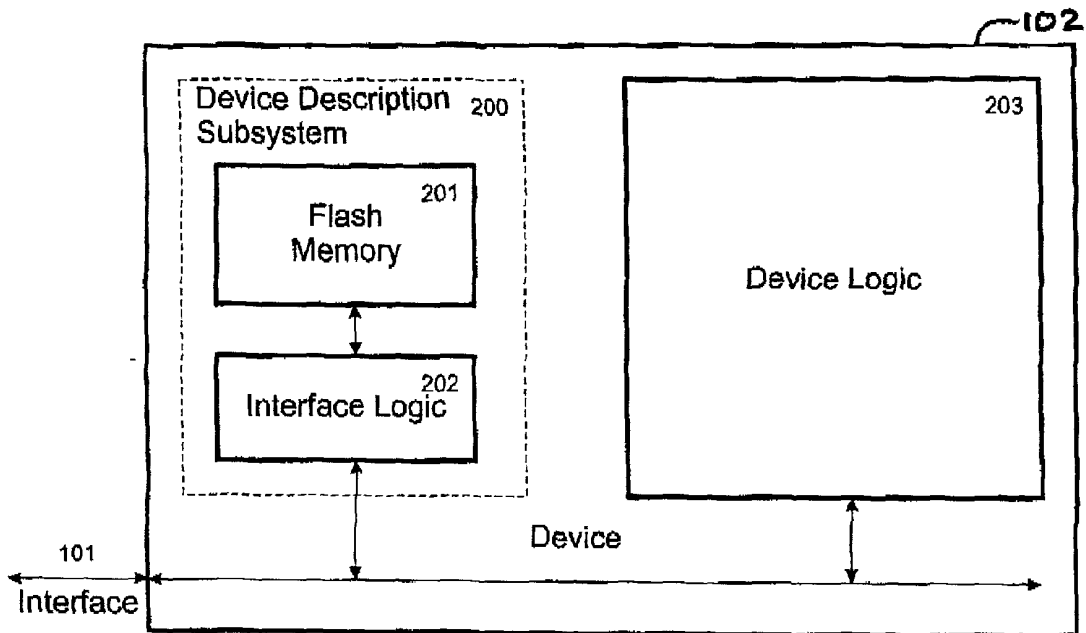 102
Device Description 200
Subsystem
203
201
Flash
Memory
Device Logic
202
Interface Logic
Device
101
Interface